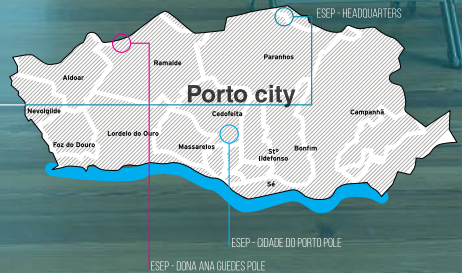 ESEP - HEADQUARTERS
Ramalde
Paranhos
Aldoar
Porto city
Nevolgilde
Cedofeita
Campanhã
Lordelo do Ouro
Foz do Douro
Massarelos
Stº
Ildefonso
Bonfim
Sé
ESEP - CIDADE DO PORTO POLE
ESEP - DONA ANA GUEDES POLE